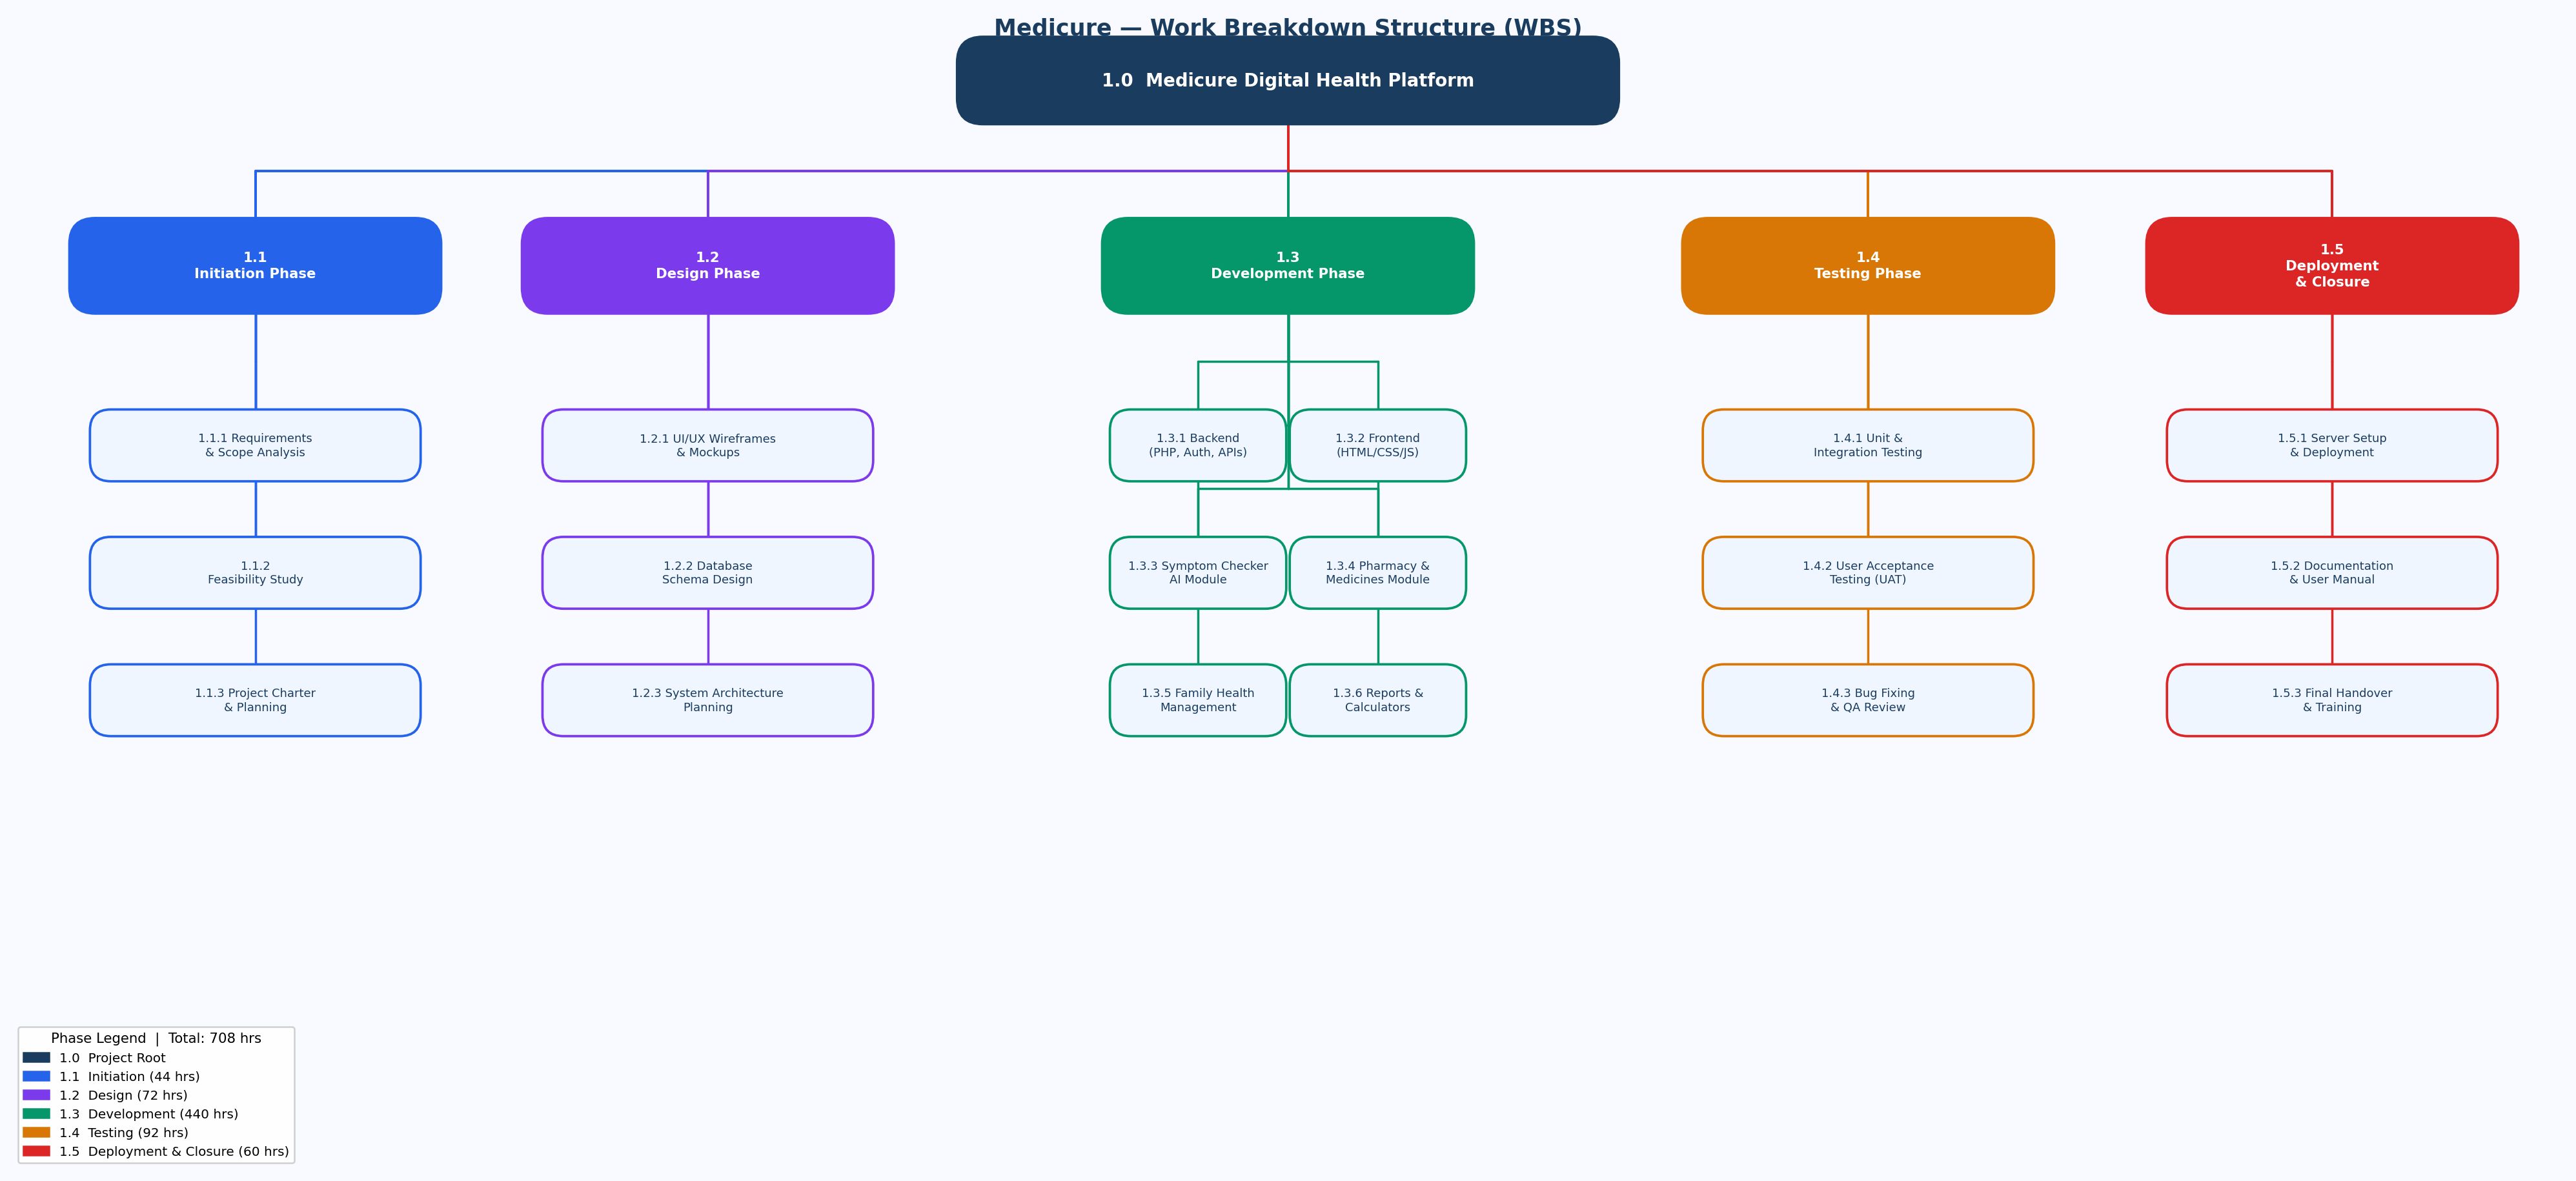 Medicure — Work Breakdown Structure (WBS)
1.0  Medicure Digital Health Platform
1.1
Initiation Phase
1.2
Design Phase
1.3
Development Phase
1.4
Testing Phase
1.5
Deployment
& Closure
1.1.1 Requirements
& Scope Analysis
1.2.1 UI/UX Wireframes
& Mockups
1.3.1 Backend
(PHP, Auth, APIs)
1.3.2 Frontend
(HTML/CSS/JS)
1.4.1 Unit &
Integration Testing
1.5.1 Server Setup
& Deployment
1.1.2
Feasibility Study
1.2.2 Database
Schema Design
1.3.3 Symptom Checker
AI Module
1.3.4 Pharmacy &
Medicines Module
1.4.2 User Acceptance
Testing (UAT)
1.5.2 Documentation
& User Manual
1.1.3 Project Charter
& Planning
1.2.3 System Architecture
Planning
1.3.5 Family Health
Management
1.3.6 Reports &
Calculators
1.4.3 Bug Fixing
& QA Review
1.5.3 Final Handover
& Training
Phase Legend  |  Total: 708 hrs
1.0  Project Root
1.1  Initiation (44 hrs)
1.2  Design (72 hrs)
1.3  Development (440 hrs)
1.4  Testing (92 hrs)
1.5  Deployment & Closure (60 hrs)